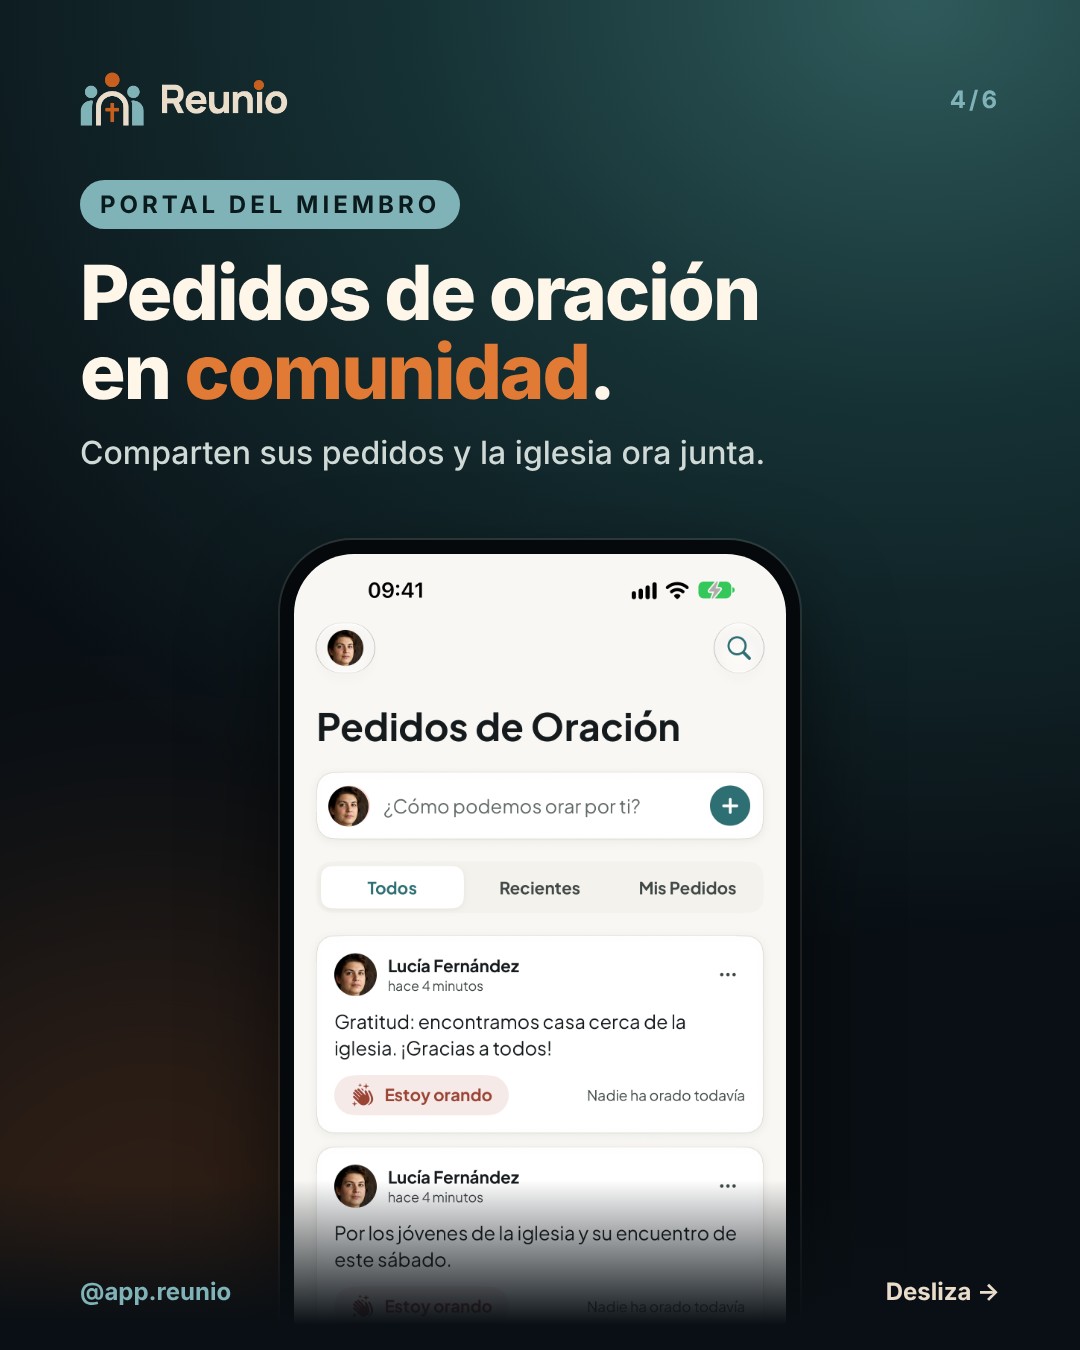 Reunio
4/6
PORTAL DEL MIEMBRO
Pedidos de oración
en comunidad.
Comparten sus pedidos y la iglesia ora junta.
09:41
Pedidos de Oración
¿Cómo podemos orar por ti?
Todos
Recientes
Mis Pedidos
Lucía Fernández
hace 4 minutos
Gratitud: encontramos casa cerca de la
iglesia. ¡Gracias a todos!
Estoy orando
Nadie ha orado todavía
Lucía Fernández
hace 4 minutos
Por los jóvenes de la iglesia y su encuentro de
este sábado.
Estoy orando
Nadie ha orado todavía
@app.reunio
Desliza →